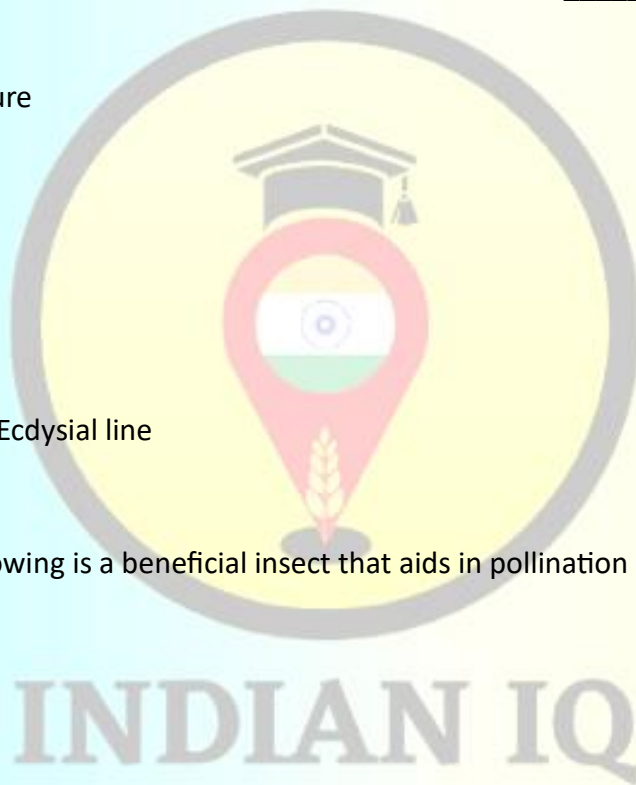 ure
Ecdysial line
owing is a beneficial insect that aids in pollination
INDIAN IQ